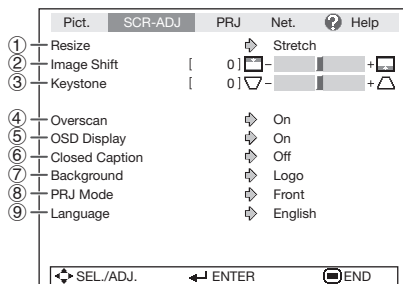 Pict. SCR-ADJ PRJ Net. ? Help
① Resize Stretch
② Image Shift [ 0 ] − +
③ Keystone [ 0 ] − +
④ Overscan On
⑤ OSD Display On
⑥ Closed Caption Off
⑦ Background Logo
⑧ PRJ Mode Front
⑨ Language English
SEL./ADJ. ENTER END